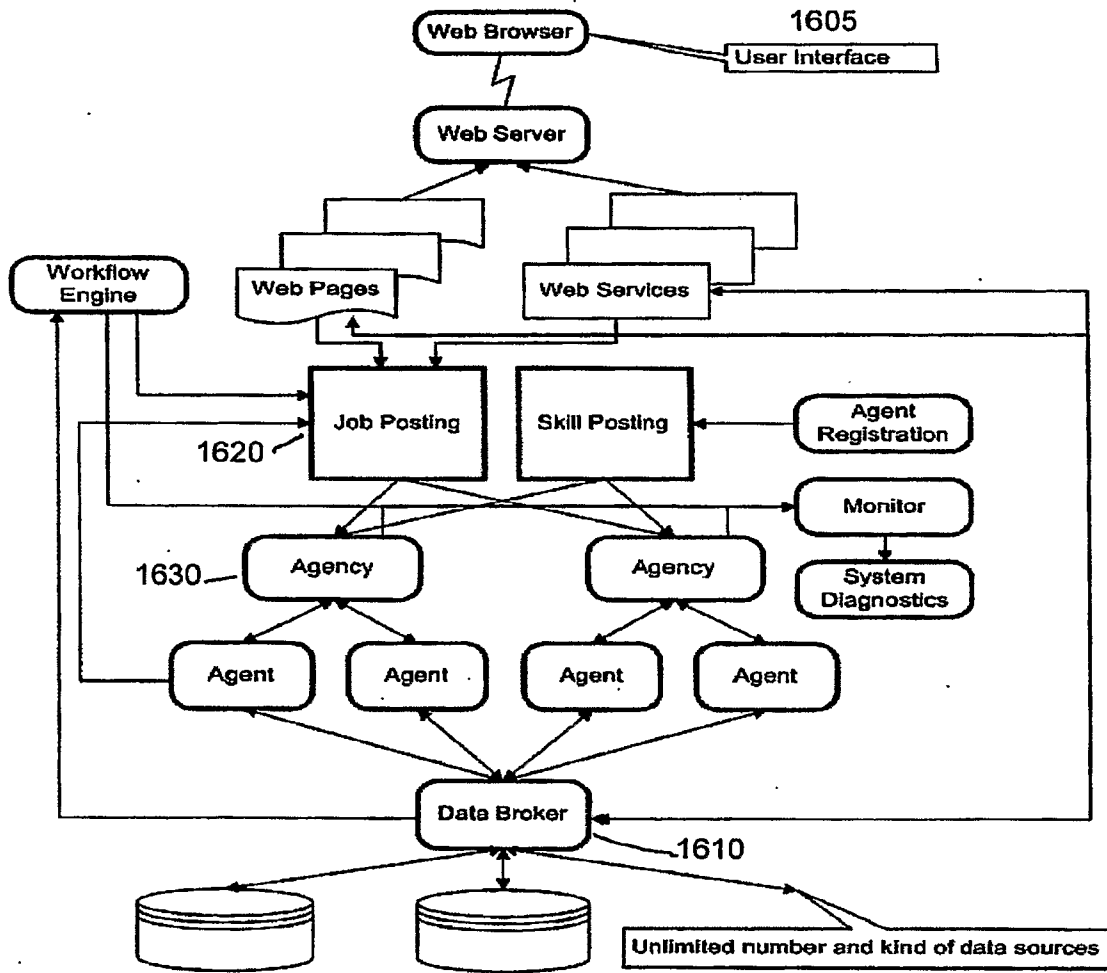 1605
Web Browser
User Interface
Web Server
Workflow
Engine
Web Pages
Web Services
Job Posting
Skill Posting
Agent
Registration
1620
Monitor
1630
Agency
Agency
System
Diagnostics
Agent
Agent
Agent
Agent
Data Broker
1610
Unlimited number and kind of data sources